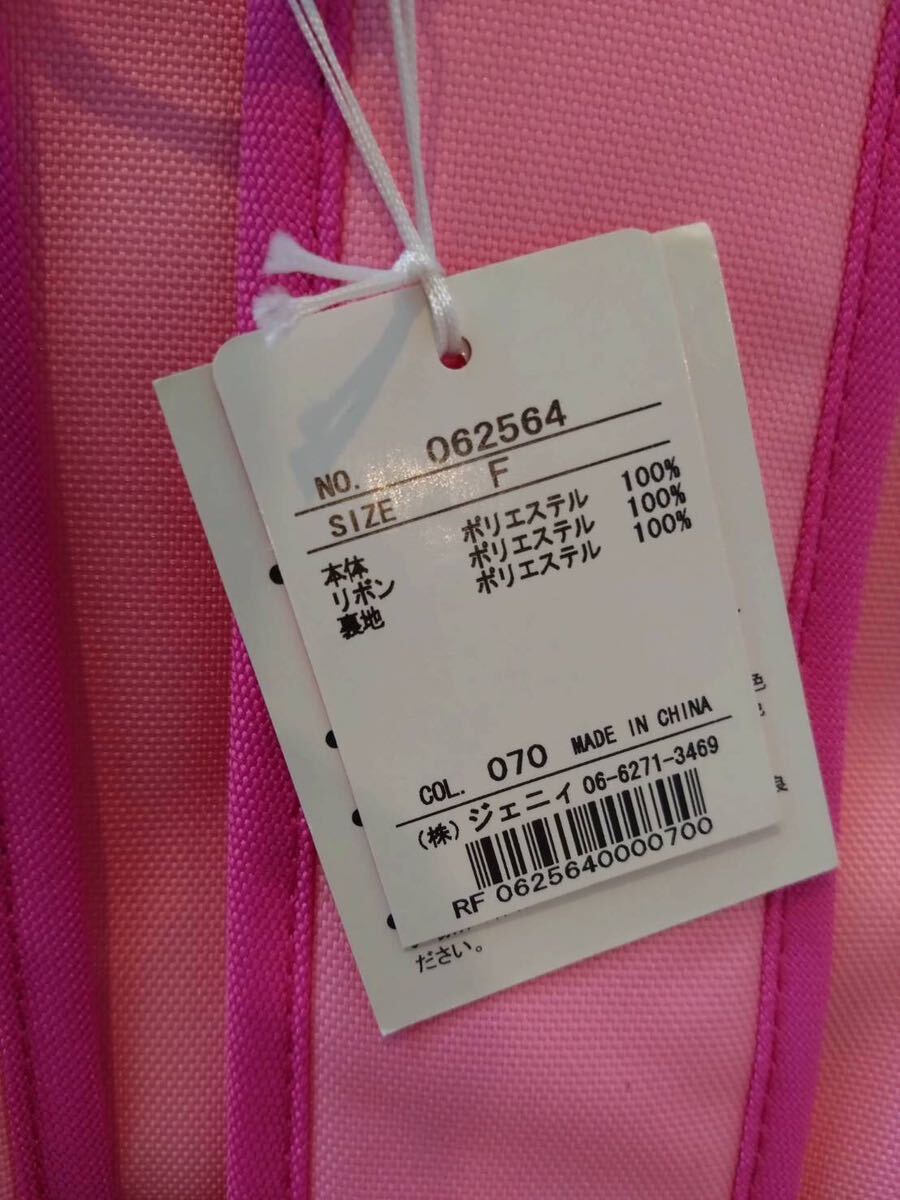 NO. 062564
SIZE F
本体 ポリエステル 100%
リボン ポリエステル 100%
裏地 ポリエステル 100%
COL. 070 MADE IN CHINA
(株)ジェニィ 06-6271-3469
RF 0625640000700
色
ださい。